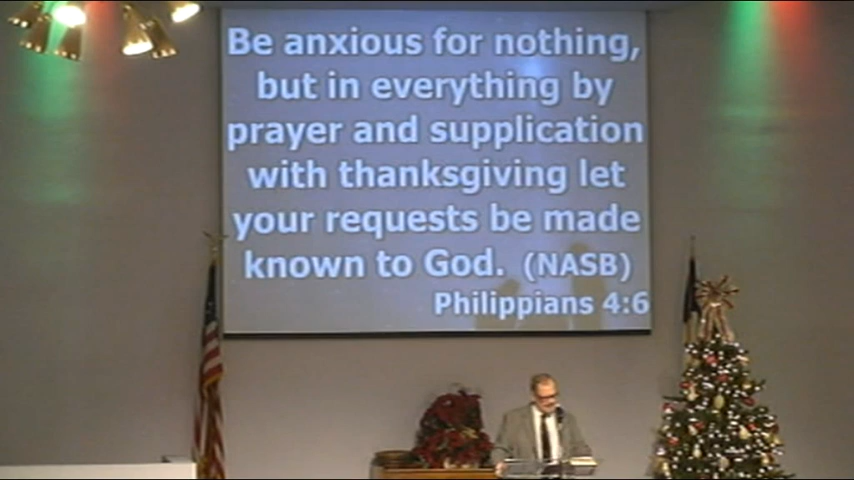 Be anxious for nothing,
but in everything by
prayer and supplication
with thanksgiving let
your requests be made
known to God. (NASB)
Philippians 4:6